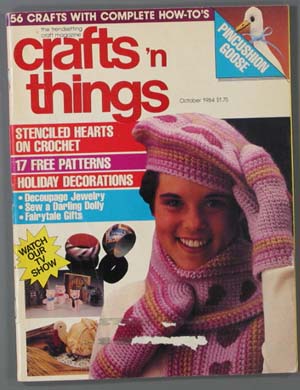 56 CRAFTS WITH COMPLETE HOW-TO'S
the trendsetting
craft magazine
crafts 'n
things
PINCUSHION
GOOSE
October 1984 $1.75
STENCILED HEARTS
ON CROCHET
17 FREE PATTERNS
HOLIDAY DECORATIONS
• Decoupage Jewelry
• Sew a Darling Dolly
• Fairytale Gifts
WATCH
OUR TV
SHOW